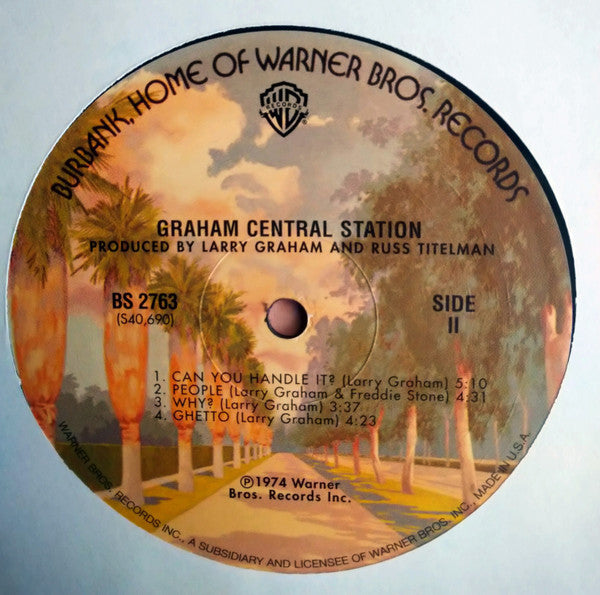 BURBANK, HOME OF WARNER BROS. RECORDS
WB
RECORDS
®
GRAHAM CENTRAL STATION
PRODUCED BY LARRY GRAHAM AND RUSS TITELMAN
BS 2763
(S40,690)
SIDE
II
1. CAN YOU HANDLE IT? (Larry Graham) 5:10
2. PEOPLE (Larry Graham & Freddie Stone) 4:31
3. WHY? (Larry Graham) 3:37
4. GHETTO (Larry Graham) 4:23
℗1974 Warner
Bros. Records Inc.
WARNER BROS. RECORDS INC., A SUBSIDIARY AND LICENSEE OF WARNER BROS. INC., MADE IN U.S.A.